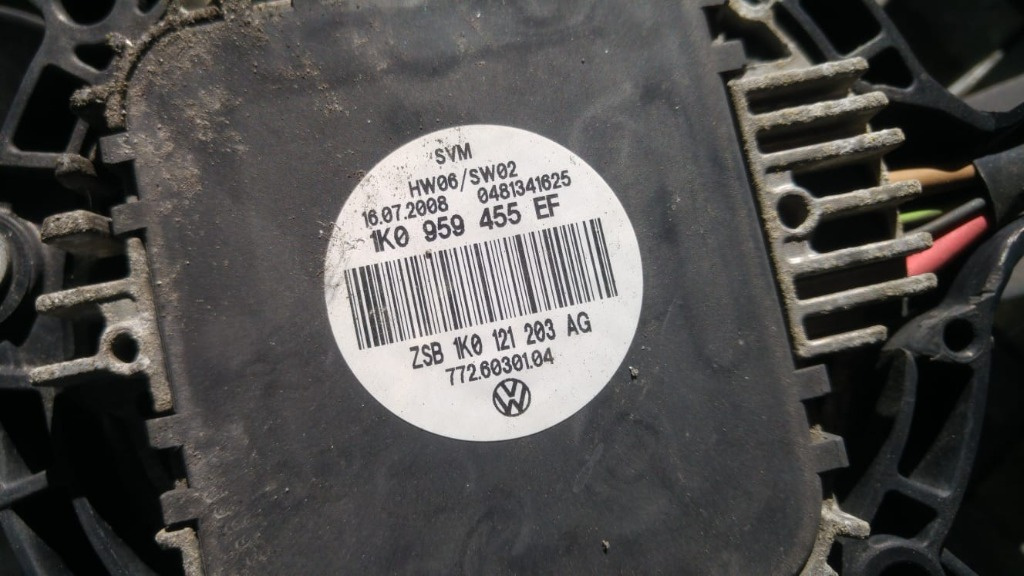 SVM
HW06/SW02
16.07.2008 0481341625
1K0 959 455 EF
ZSB 1K0 121 203 AG
772.60301.04